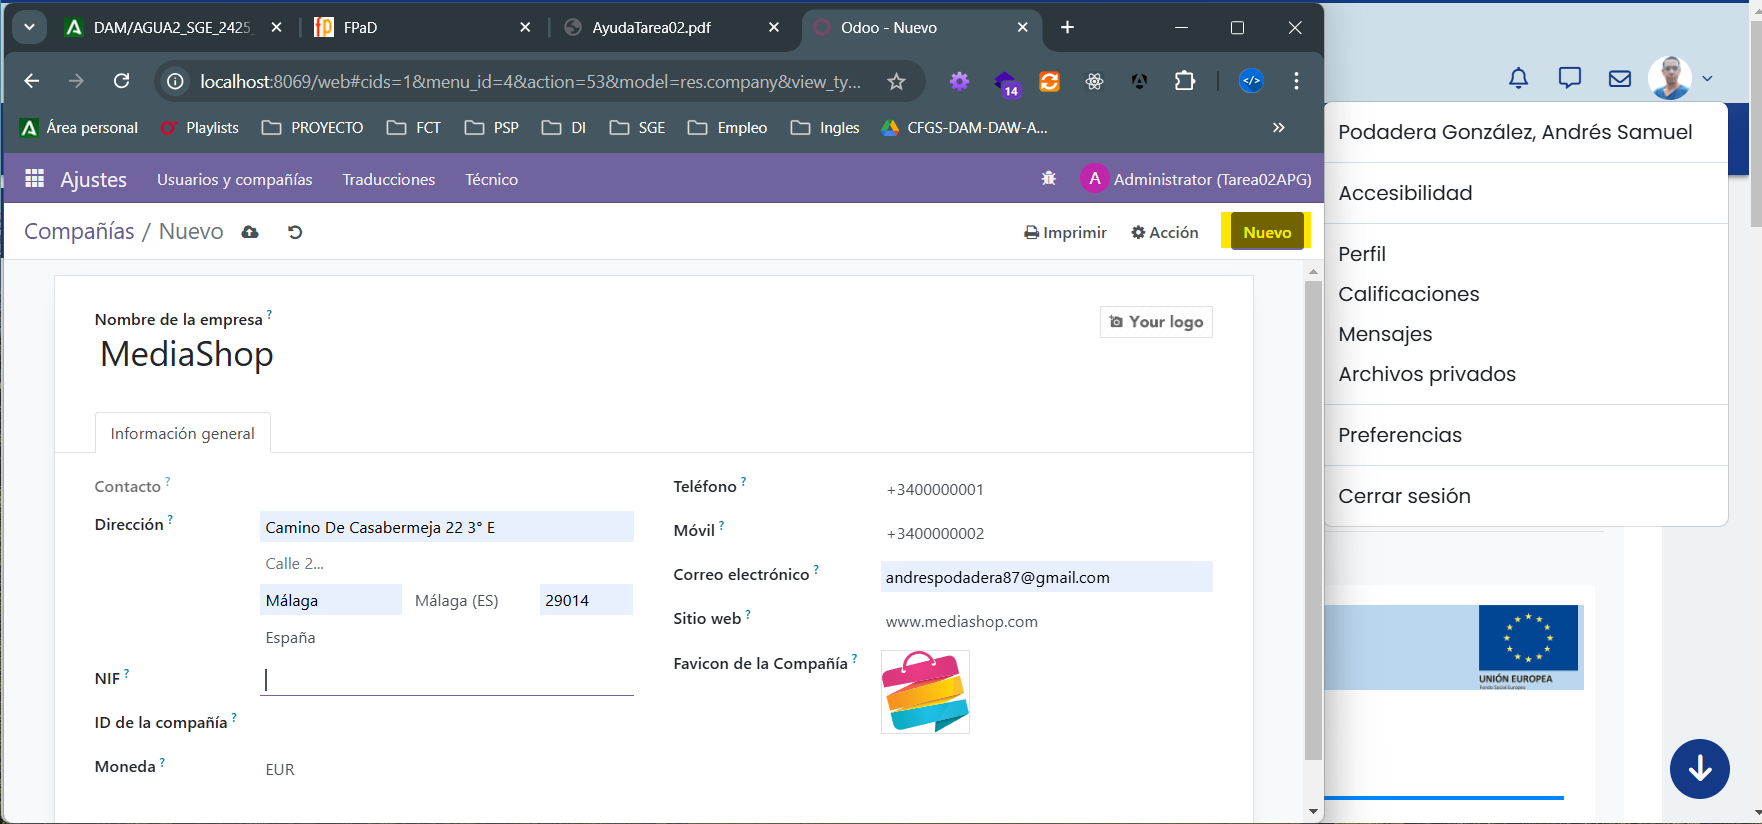 DAM/AGUA2_SGE_2425_
FPaD
AyudaTarea02.pdf
Odoo - Nuevo
localhost:8069/web#cids=1&menu_id=4&action=53&model=res.company&view_ty...
14
Área personal
Playlists
PROYECTO
FCT
PSP
DI
SGE
Empleo
Ingles
CFGS-DAM-DAW-A...
Ajustes
Usuarios y compañías
Traducciones
Técnico
A
Administrator (Tarea02APG)
Compañías / Nuevo
Imprimir
Acción
Nuevo
Nombre de la empresa ?
MediaShop
Your logo
Información general
Contacto ?
Dirección ?
Camino De Casabermeja 22 3° E
Calle 2...
Málaga
Málaga (ES)
29014
España
NIF ?
ID de la compañía ?
Moneda ?
EUR
Teléfono ?
+3400000001
Móvil ?
+3400000002
Correo electrónico ?
andrespodadera87@gmail.com
Sitio web ?
www.mediashop.com
Favicon de la Compañía ?
Podadera González, Andrés Samuel
Accesibilidad
Perfil
Calificaciones
Mensajes
Archivos privados
Preferencias
Cerrar sesión
UNIÓN EUROPEA
Fondo Social Europeo